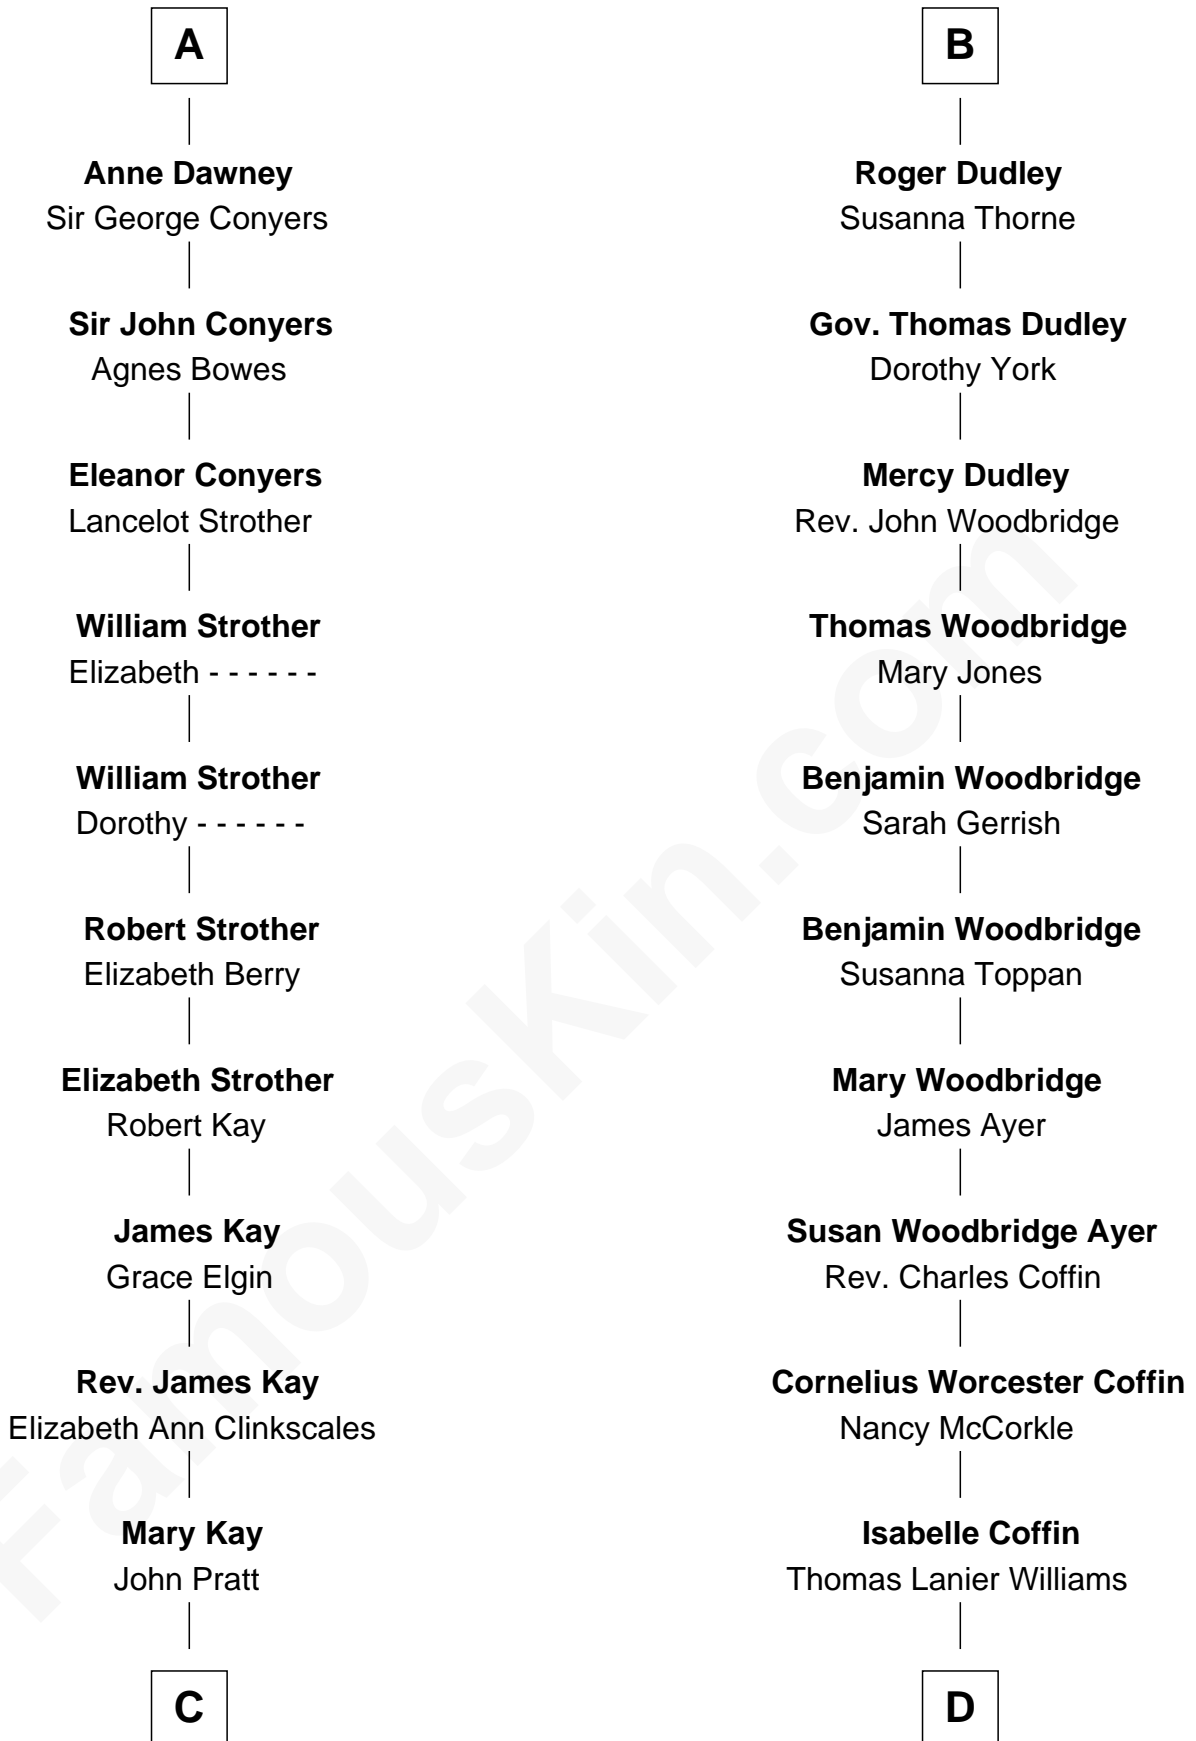 A
Anne Dawney
Sir George Conyers
Sir John Conyers
Agnes Bowes
Eleanor Conyers
Lancelot Strother
William Strother
Elizabeth - - - - - -
William Strother
Dorothy - - - - - -
Robert Strother
Elizabeth Berry
Elizabeth Strother
Robert Kay
James Kay
Grace Elgin
Rev. James Kay
Elizabeth Ann Clinkscales
Mary Kay
John Pratt
C
B
Roger Dudley
Susanna Thorne
Gov. Thomas Dudley
Dorothy York
Mercy Dudley
Rev. John Woodbridge
Thomas Woodbridge
Mary Jones
Benjamin Woodbridge
Sarah Gerrish
Benjamin Woodbridge
Susanna Toppan
Mary Woodbridge
James Ayer
Susan Woodbridge Ayer
Rev. Charles Coffin
Cornelius Worcester Coffin
Nancy McCorkle
Isabelle Coffin
Thomas Lanier Williams
D
FamousKin.com